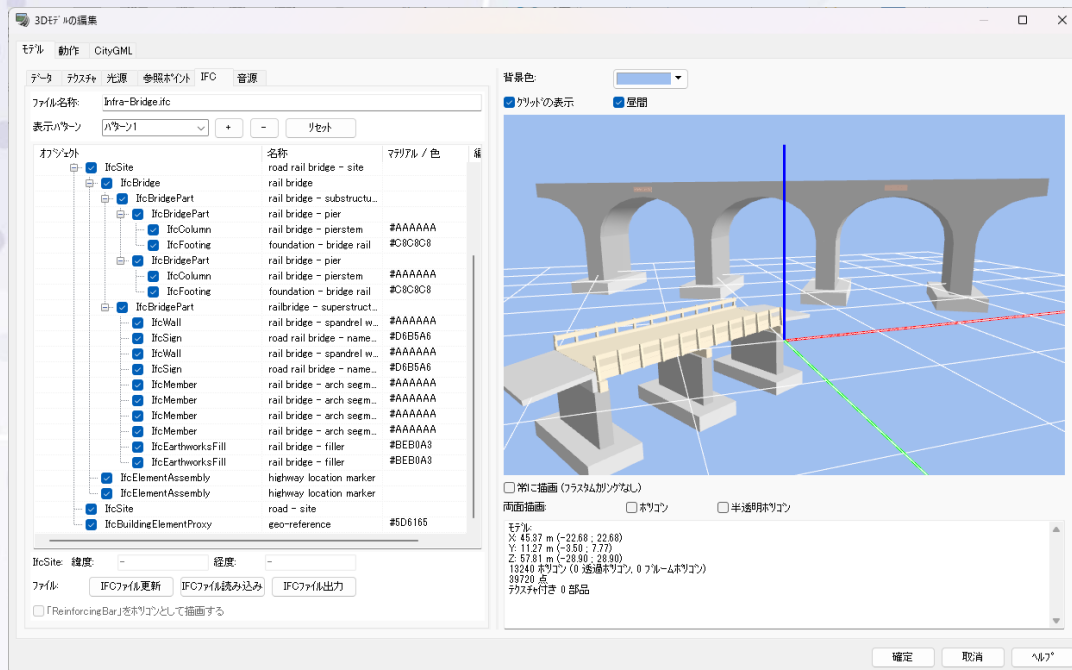 3Dﾓﾃﾞﾙの編集
ﾓﾃﾞﾙ 動作 CityGML
ﾃﾞｰﾀ ﾃｸｽﾁｬ 光源 参照ﾎﾟｲﾝﾄ IFC 音源
ﾌｧｲﾙ名称: Infra-Bridge.ifc
表示ﾊﾟﾀｰﾝ ﾊﾟﾀｰﾝ1 + - ﾘｾｯﾄ
ｵﾌﾞｼﾞｪｸﾄ 名称 ﾏﾃﾘｱﾙ / 色 編
IfcSite road rail bridge - site
IfcBridge rail bridge
IfcBridgePart rail bridge - substructu...
IfcBridgePart rail bridge - pier
IfcColumn rail bridge - pierstem #AAAAAA
IfcFooting foundation - bridge rail #C8C8C8
IfcBridgePart rail bridge - pier
IfcColumn rail bridge - pierstem #AAAAAA
IfcFooting foundation - bridge rail #C8C8C8
IfcBridgePart railbridge - superstruct...
IfcWall rail bridge - spandrel w... #AAAAAA
IfcSign road rail bridge - name... #D6B5A6
IfcWall rail bridge - spandrel w... #AAAAAA
IfcSign road rail bridge - name... #D6B5A6
IfcMember rail bridge - arch segm... #AAAAAA
IfcMember rail bridge - arch segm... #AAAAAA
IfcMember rail bridge - arch segm... #AAAAAA
IfcMember rail bridge - arch segm... #AAAAAA
IfcEarthworksFill rail bridge - filler #BEB0A3
IfcEarthworksFill rail bridge - filler #BEB0A3
IfcElementAssembly highway location marker
IfcElementAssembly highway location marker
IfcSite road - site
IfcBuildingElementProxy geo-reference #5D6165
IfcSite: 緯度: - 経度: -
ﾌｧｲﾙ: IFCﾌｧｲﾙ更新 IFCﾌｧｲﾙ読み込み IFCﾌｧｲﾙ出力
「ReinforcingBar」をﾎﾟﾘｺﾞﾝとして描画する
背景色:
ｸﾞﾘｯﾄﾞの表示 昼間
常に描画 (ﾌﾗｽﾀﾑｶﾘﾝｸﾞなし)
両面描画: ﾎﾟﾘｺﾞﾝ 半透明ﾎﾟﾘｺﾞﾝ
ﾓﾃﾞﾙ:
X: 45.37 m (-22.68 ; 22.68)
Y: 11.27 m (-3.50 ; 7.77)
Z: 57.81 m (-28.90 ; 28.90)
13240 ﾎﾟﾘｺﾞﾝ (0 透過ﾎﾟﾘｺﾞﾝ, 0 ﾌﾞﾙｰﾑﾎﾟﾘｺﾞﾝ)
39720 点
ﾃｸｽﾁｬ付き 0 部品
確定 取消 ﾍﾙﾌﾟ